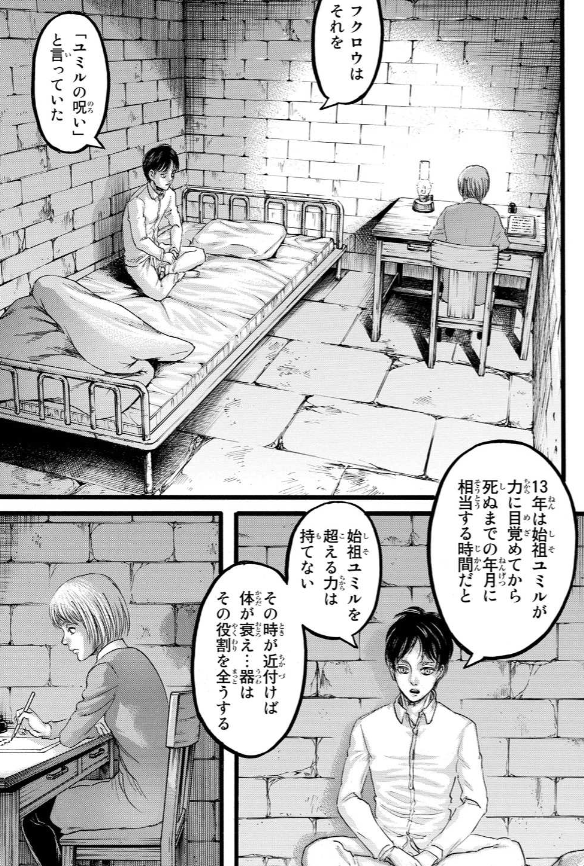 フクロウは
それを
「ユミルの呪い」
と言っていた
13年は始祖ユミルが
力に目覚めてから
死ぬまでの年月に
相当する時間だと
始祖ユミルを
超える力は
持てない
その時が近付けば
体が衰え…器は
その役割を全うする